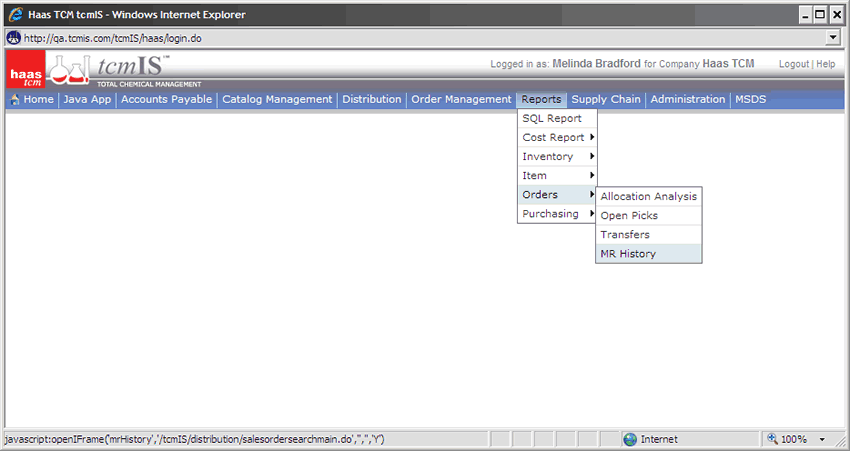 Haas TCM tcmIS - Windows Internet Explorer
http://qa.tcmis.com/tcmIS/haas/login.do
haas tcm
tcmIS™
TOTAL CHEMICAL MANAGEMENT
Logged in as: Melinda Bradford for Company Haas TCM
Logout | Help
Home | Java App | Accounts Payable | Catalog Management | Distribution | Order Management | Reports | Supply Chain | Administration | MSDS
SQL Report
Cost Report
Inventory
Item
Orders
Purchasing
Allocation Analysis
Open Picks
Transfers
MR History
javascript:openIFrame('mrHistory','/tcmIS/distribution/salesordersearchmain.do','','','Y')
Internet
100%